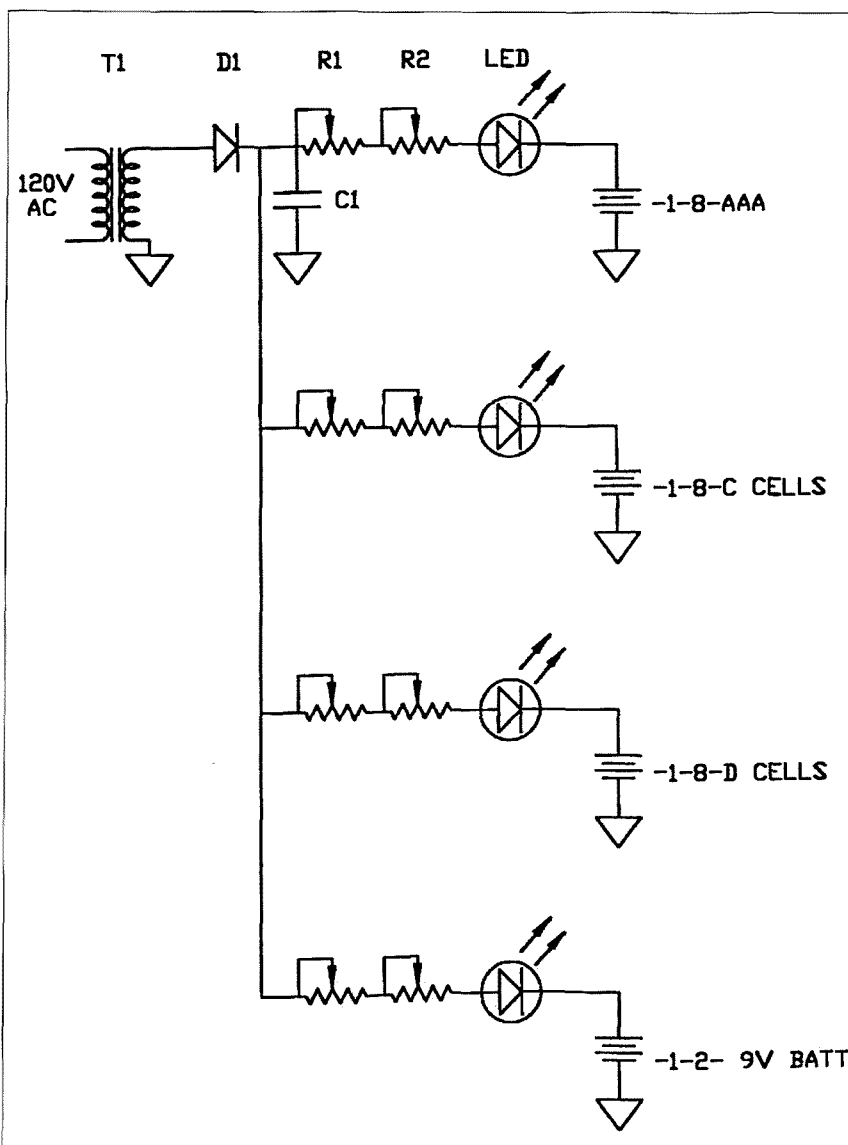 T1 D1 R1 R2 LED
120V
AC
C1
-1-8-AAA
-1-8-C CELLS
-1-8-D CELLS
-1-2- 9V BATT